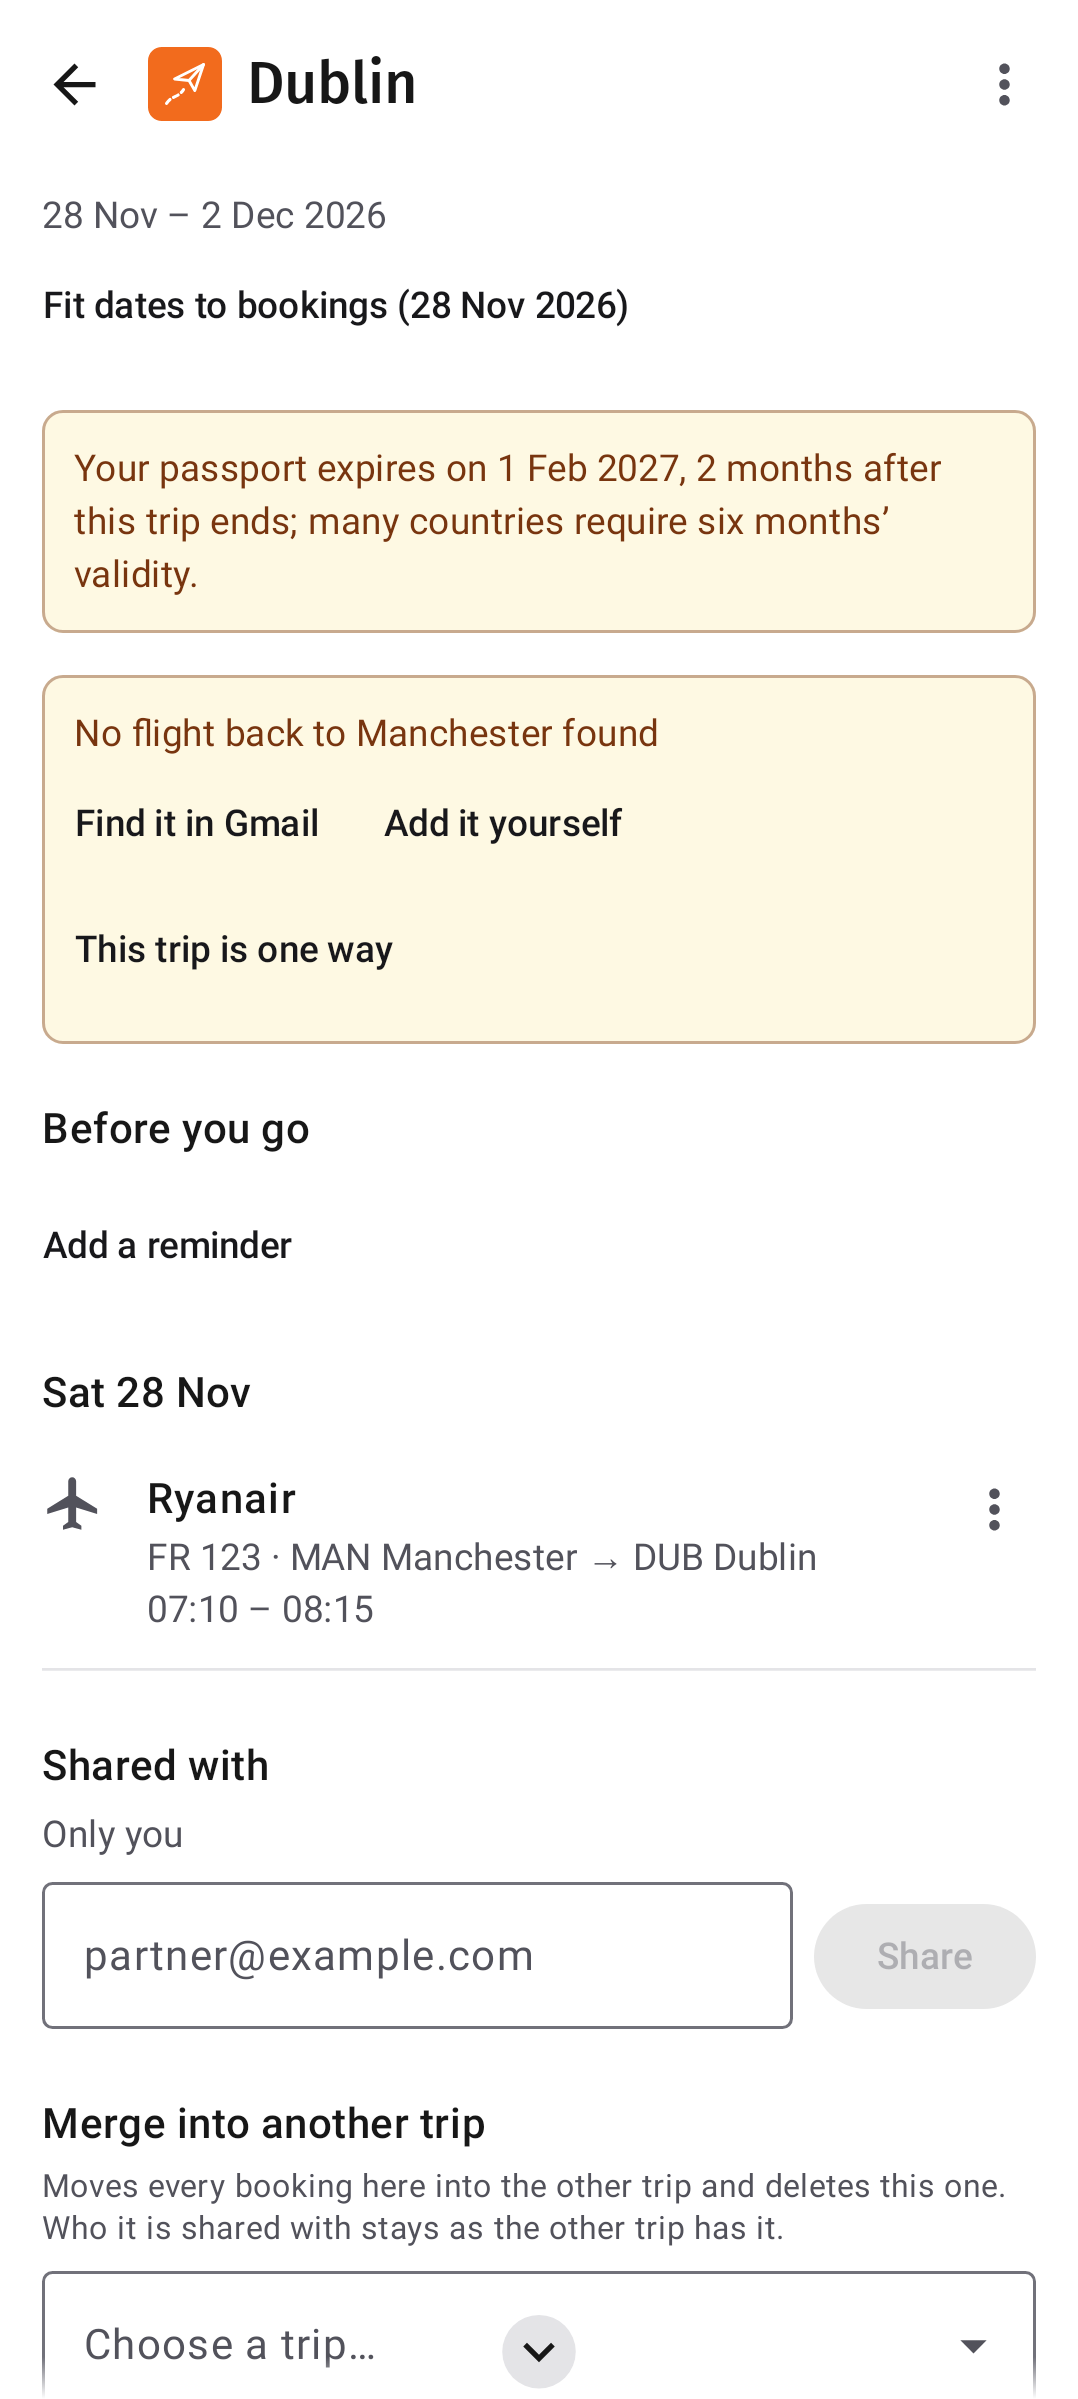 Dublin
28 Nov – 2 Dec 2026
Fit dates to bookings (28 Nov 2026)
Your passport expires on 1 Feb 2027, 2 months after
this trip ends; many countries require six months’
validity.
No flight back to Manchester found
Find it in Gmail Add it yourself
This trip is one way
Before you go
Add a reminder
Sat 28 Nov
Ryanair
FR 123 · MAN Manchester → DUB Dublin
07:10 – 08:15
Shared with
Only you
partner@example.com Share
Merge into another trip
Moves every booking here into the other trip and deletes this one.
Who it is shared with stays as the other trip has it.
Choose a trip…